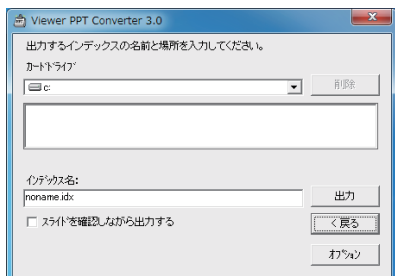 Viewer PPT Converter 3.0
出力するインデックスの名前と場所を入力してください。
ｶｰﾄﾞﾄﾞﾗｲﾌﾞ
c:
削除
ｲﾝﾃﾞｯｸｽ名:
noname.idx
出力
スライドを確認しながら出力する
< 戻る
ｵﾌﾟｼｮﾝ